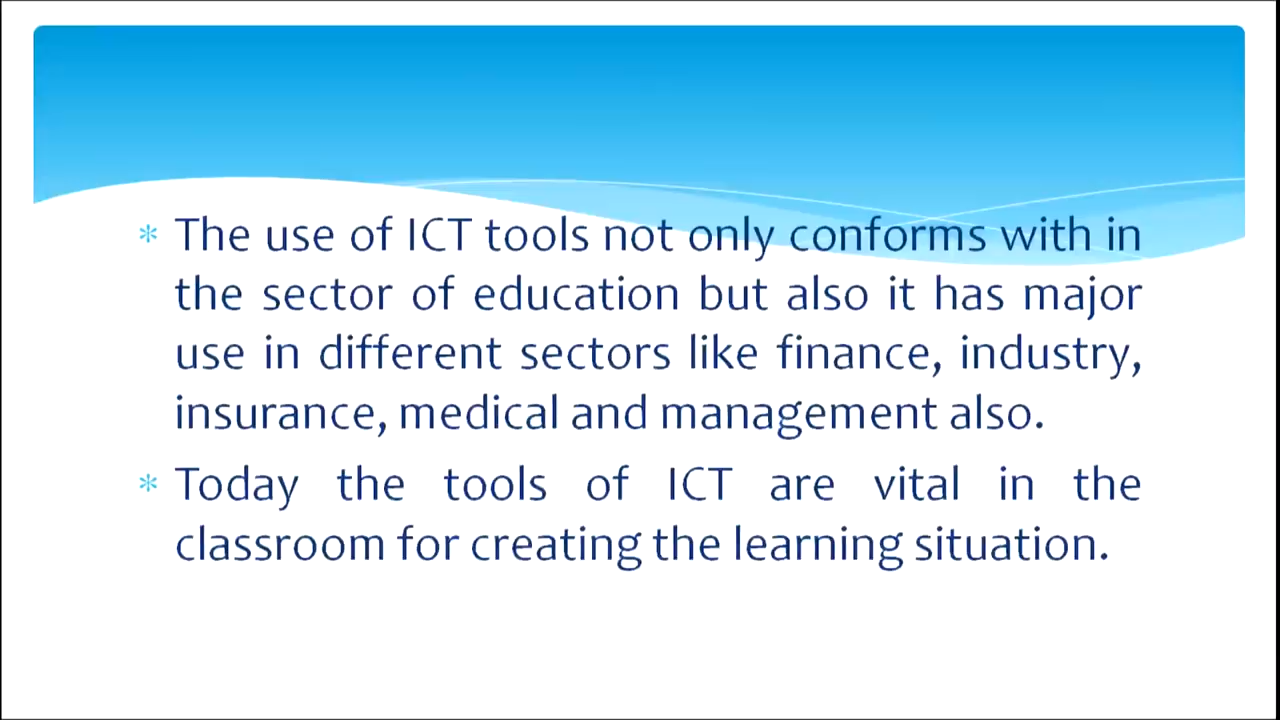 * The use of ICT tools not only conforms with in
the sector of education but also it has major
use in different sectors like finance, industry,
insurance, medical and management also.
* Today the tools of ICT are vital in the
classroom for creating the learning situation.